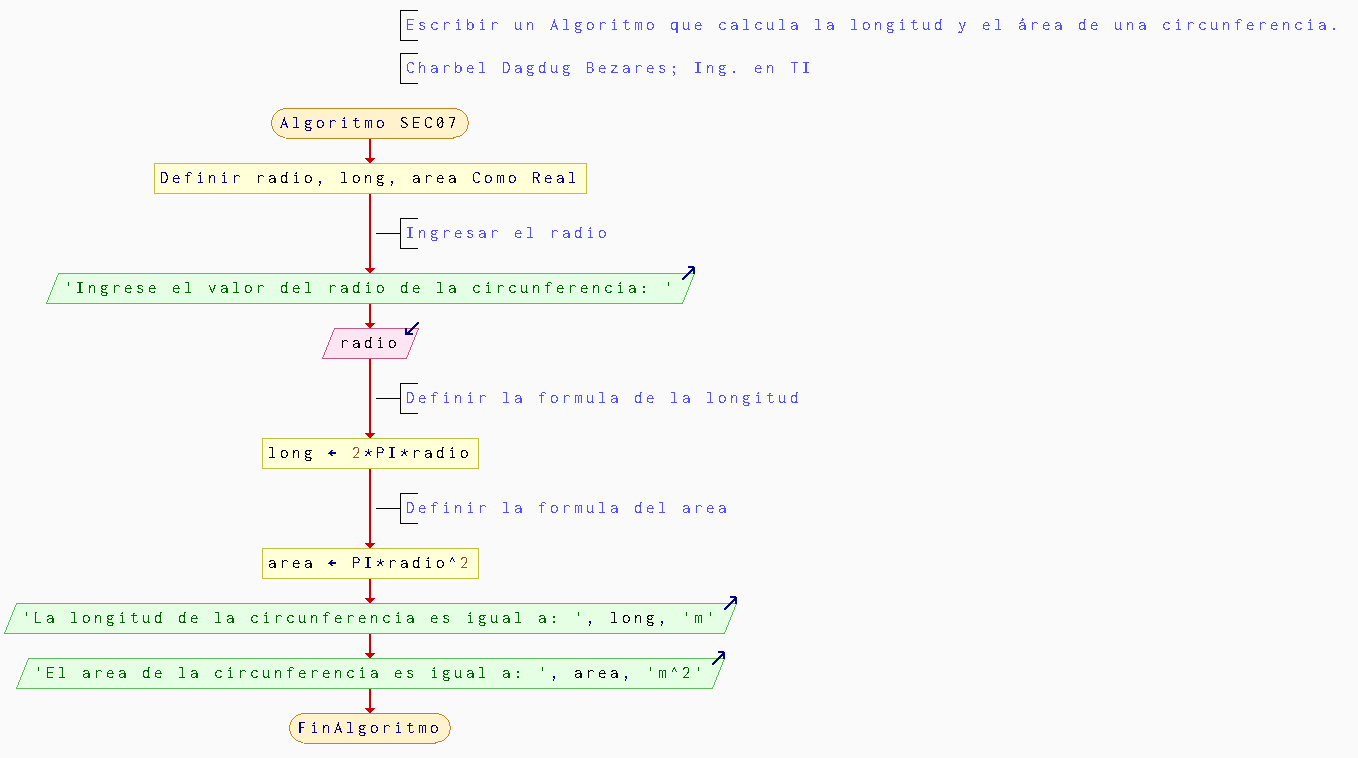 Escribir un Algoritmo que calcula la longitud y el área de una circunferencia.
Charbel Dagdug Bezares; Ing. en TI
Algoritmo SEC07
Definir radio, long, area Como Real
Ingresar el radio
'Ingrese el valor del radio de la circunferencia: '
radio
Definir la formula de la longitud
long ← 2*PI*radio
Definir la formula del area
area ← PI*radio^2
'La longitud de la circunferencia es igual a: ', long, 'm'
'El area de la circunferencia es igual a: ', area, 'm^2'
FinAlgoritmo